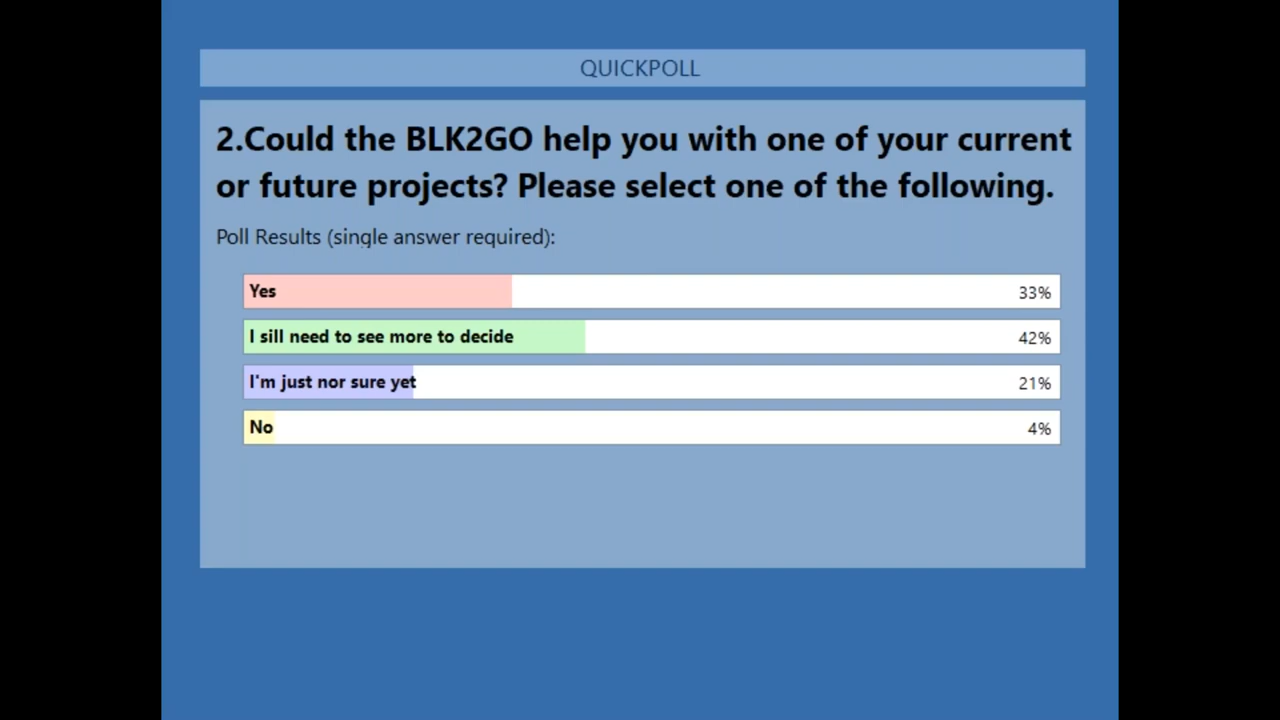 QUICKPOLL
2.Could the BLK2GO help you with one of your current
or future projects? Please select one of the following.
Poll Results (single answer required):
Yes 33%
I sill need to see more to decide 42%
I'm just nor sure yet 21%
No 4%